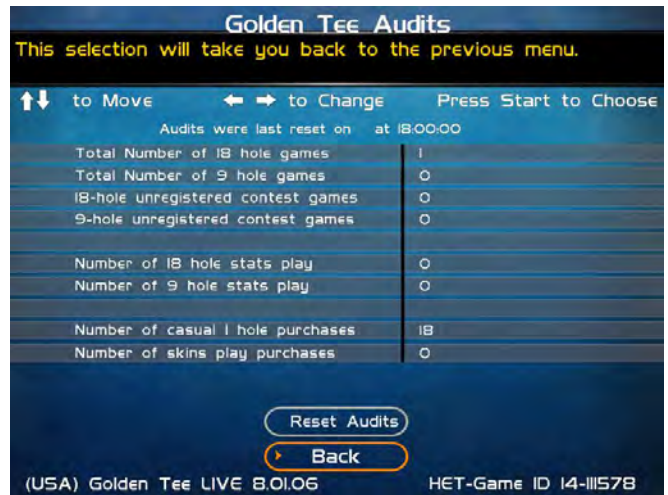 Golden Tee Audits
This selection will take you back to the previous menu.
to Move to Change Press Start to Choose
Audits were last reset on at 18:00:00
Total Number of 18 hole games 1
Total Number of 9 hole games 0
18-hole unregistered contest games 0
9-hole unregistered contest games 0
Number of 18 hole stats play 0
Number of 9 hole stats play 0
Number of casual 1 hole purchases 18
Number of skins play purchases 0
Reset Audits
Back
(USA) Golden Tee LIVE 8.01.06 HET-Game ID 14-111578